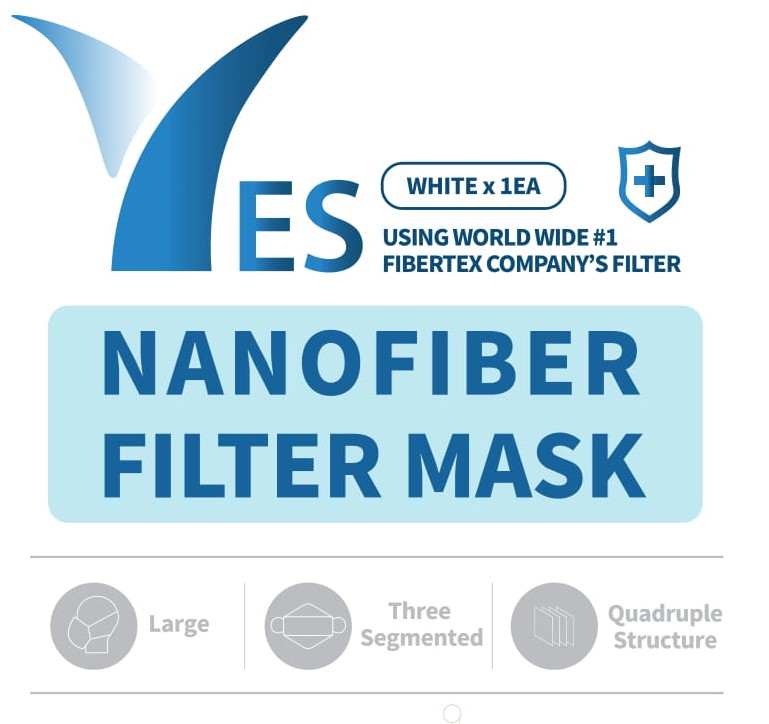 YES
WHITE x 1EA
USING WORLD WIDE #1
FIBERTEX COMPANY'S FILTER
NANOFIBER
FILTER MASK
Large
Three
Segmented
Quadruple
Structure